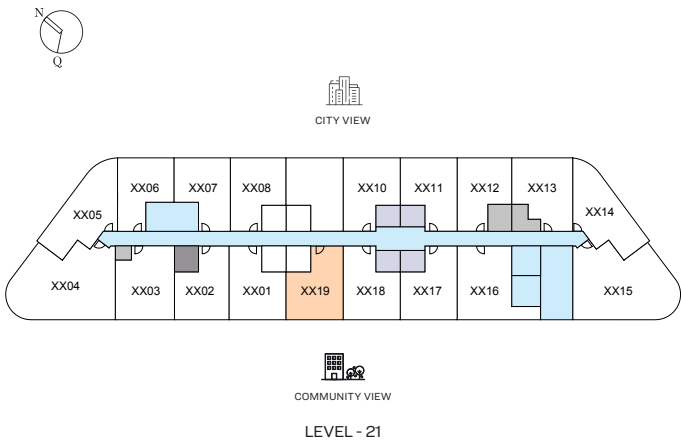 N
Q
CITY VIEW
XX06 XX07 XX08 XX10 XX11 XX12 XX13
XX05 XX14
XX04 XX03 XX02 XX01 XX19 XX18 XX17 XX16 XX15
COMMUNITY VIEW
LEVEL - 21